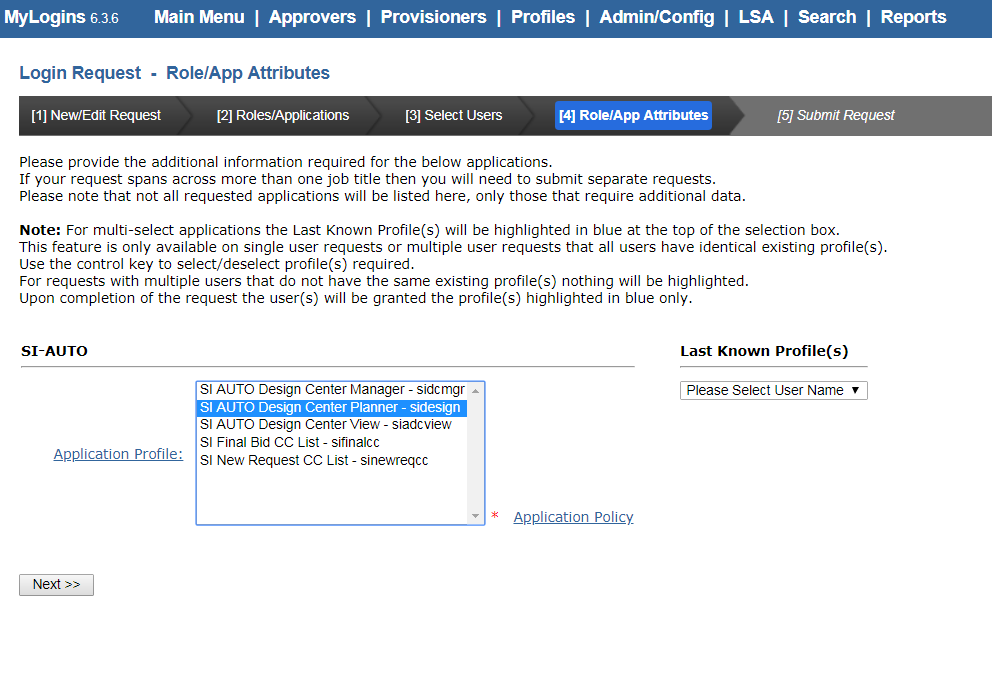 MyLogins 6.3.6 Main Menu | Approvers | Provisioners | Profiles | Admin/Config | LSA | Search | Reports
Login Request - Role/App Attributes
[1] New/Edit Request [2] Roles/Applications [3] Select Users [4] Role/App Attributes [5] Submit Request
Please provide the additional information required for the below applications.
If your request spans across more than one job title then you will need to submit separate requests.
Please note that not all requested applications will be listed here, only those that require additional data.
Note: For multi-select applications the Last Known Profile(s) will be highlighted in blue at the top of the selection box.
This feature is only available on single user requests or multiple user requests that all users have identical existing profile(s).
Use the control key to select/deselect profile(s) required.
For requests with multiple users that do not have the same existing profile(s) nothing will be highlighted.
Upon completion of the request the user(s) will be granted the profile(s) highlighted in blue only.
SI-AUTO
Application Profile:
SI AUTO Design Center Manager - sidcmgr
SI AUTO Design Center Planner - sidesign
SI AUTO Design Center View - siadcview
SI Final Bid CC List - sifinalcc
SI New Request CC List - sinewreqcc
* Application Policy
Last Known Profile(s)
Please Select User Name ▼
Next >>